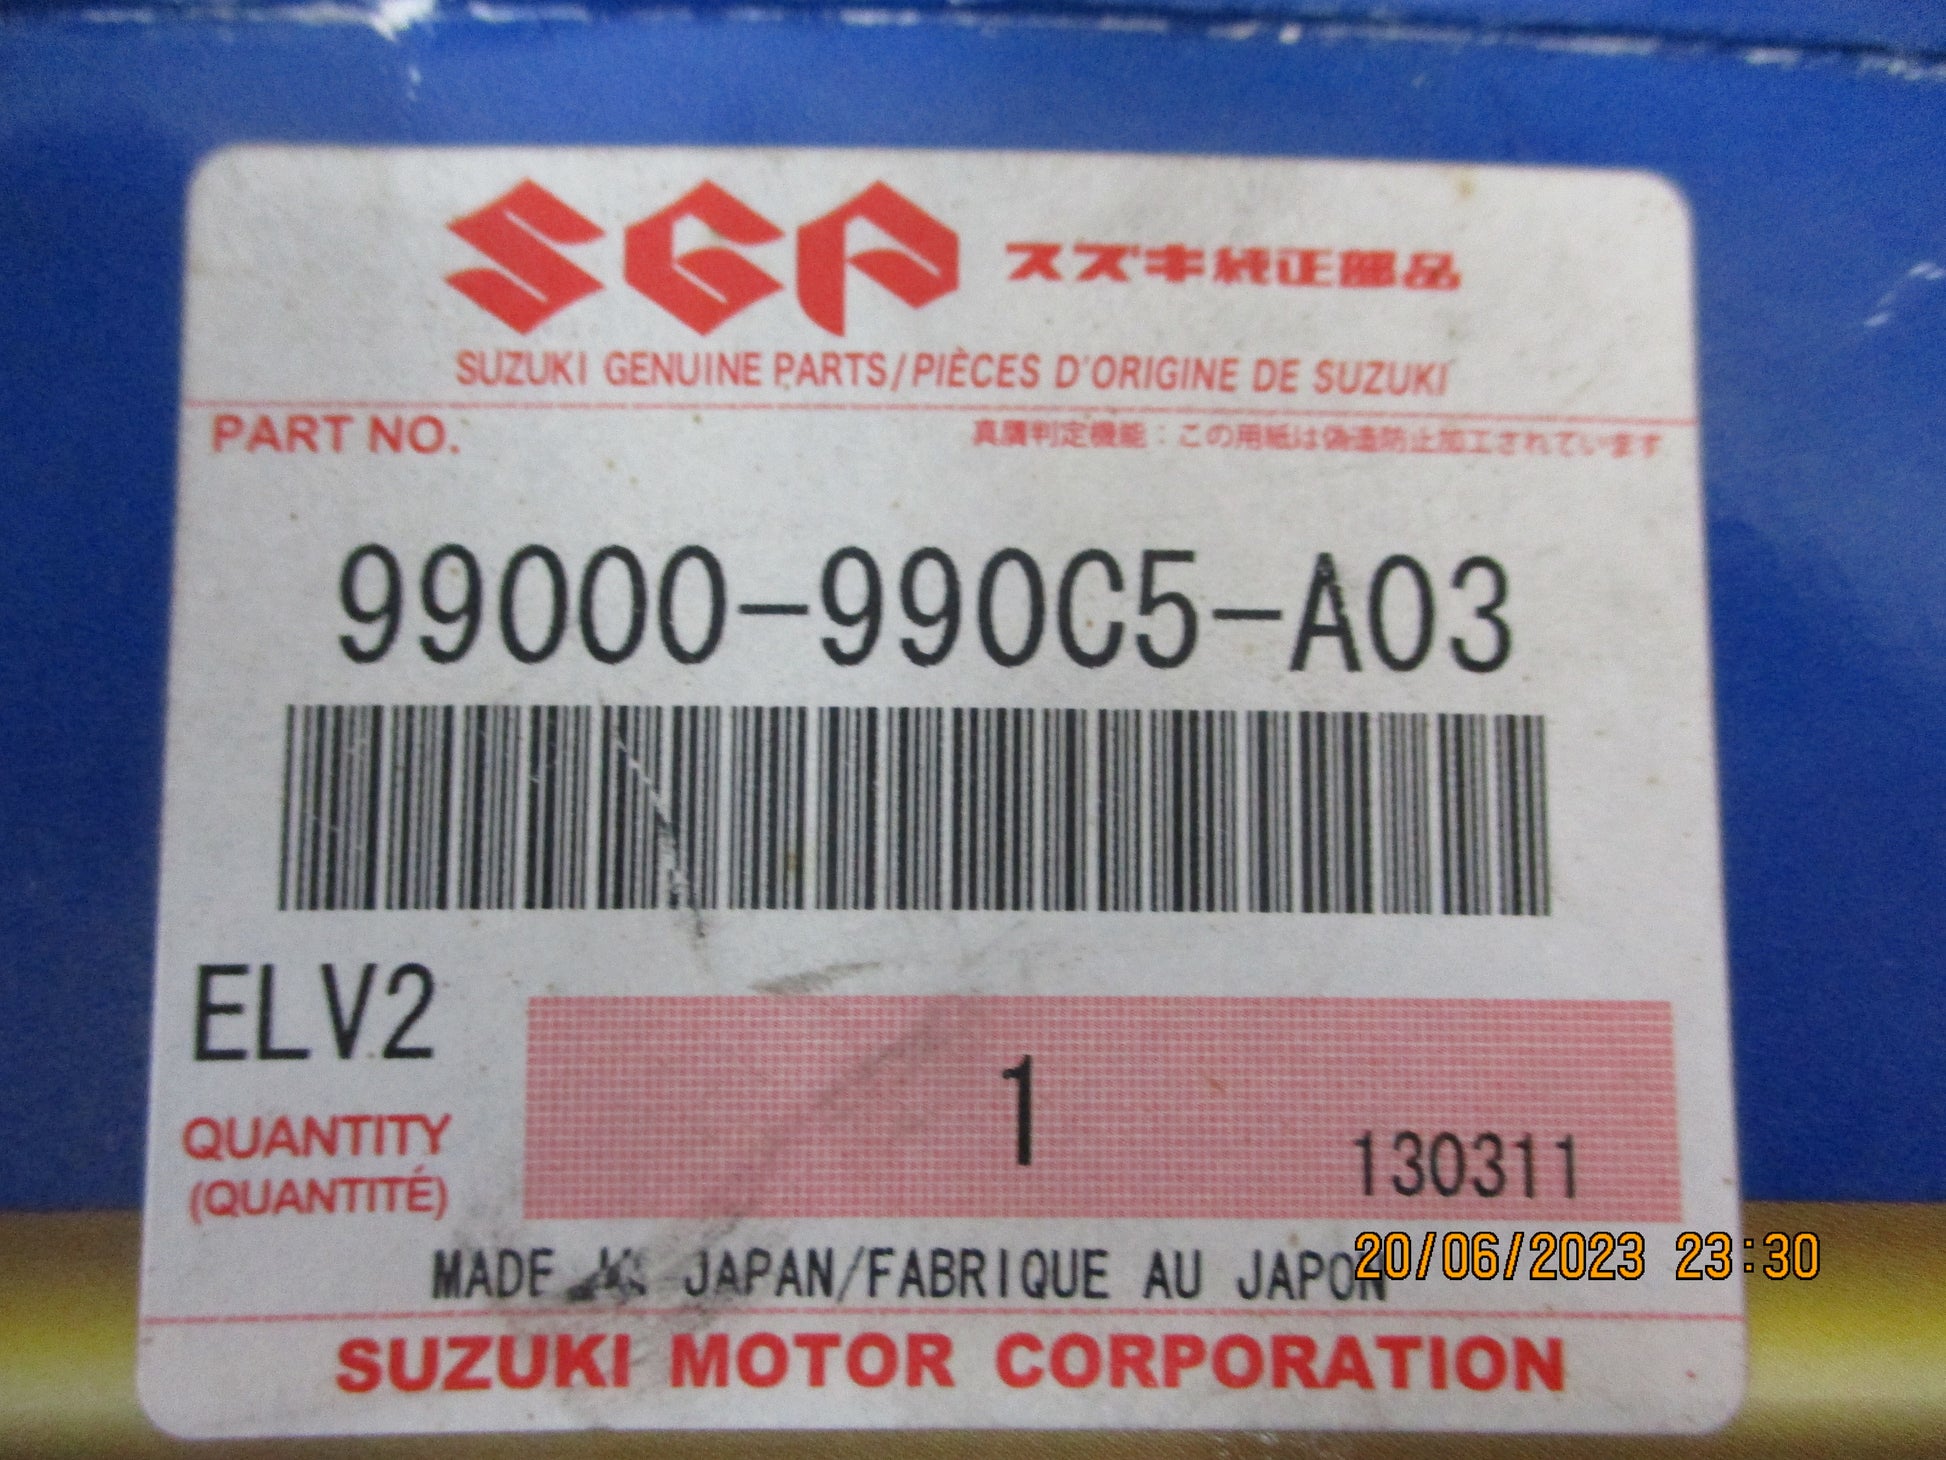 SGP スズキ純正部品
SUZUKI GENUINE PARTS/PIÈCES D'ORIGINE DE SUZUKI
PART NO.
真贋判定機能：この用紙は偽造防止加工されています
99000-990C5-A03
ELV2
QUANTITY
(QUANTITÉ)
1
130311
MADE IN JAPAN/FABRIQUE AU JAPON
20/06/2023 23:30
SUZUKI MOTOR CORPORATION